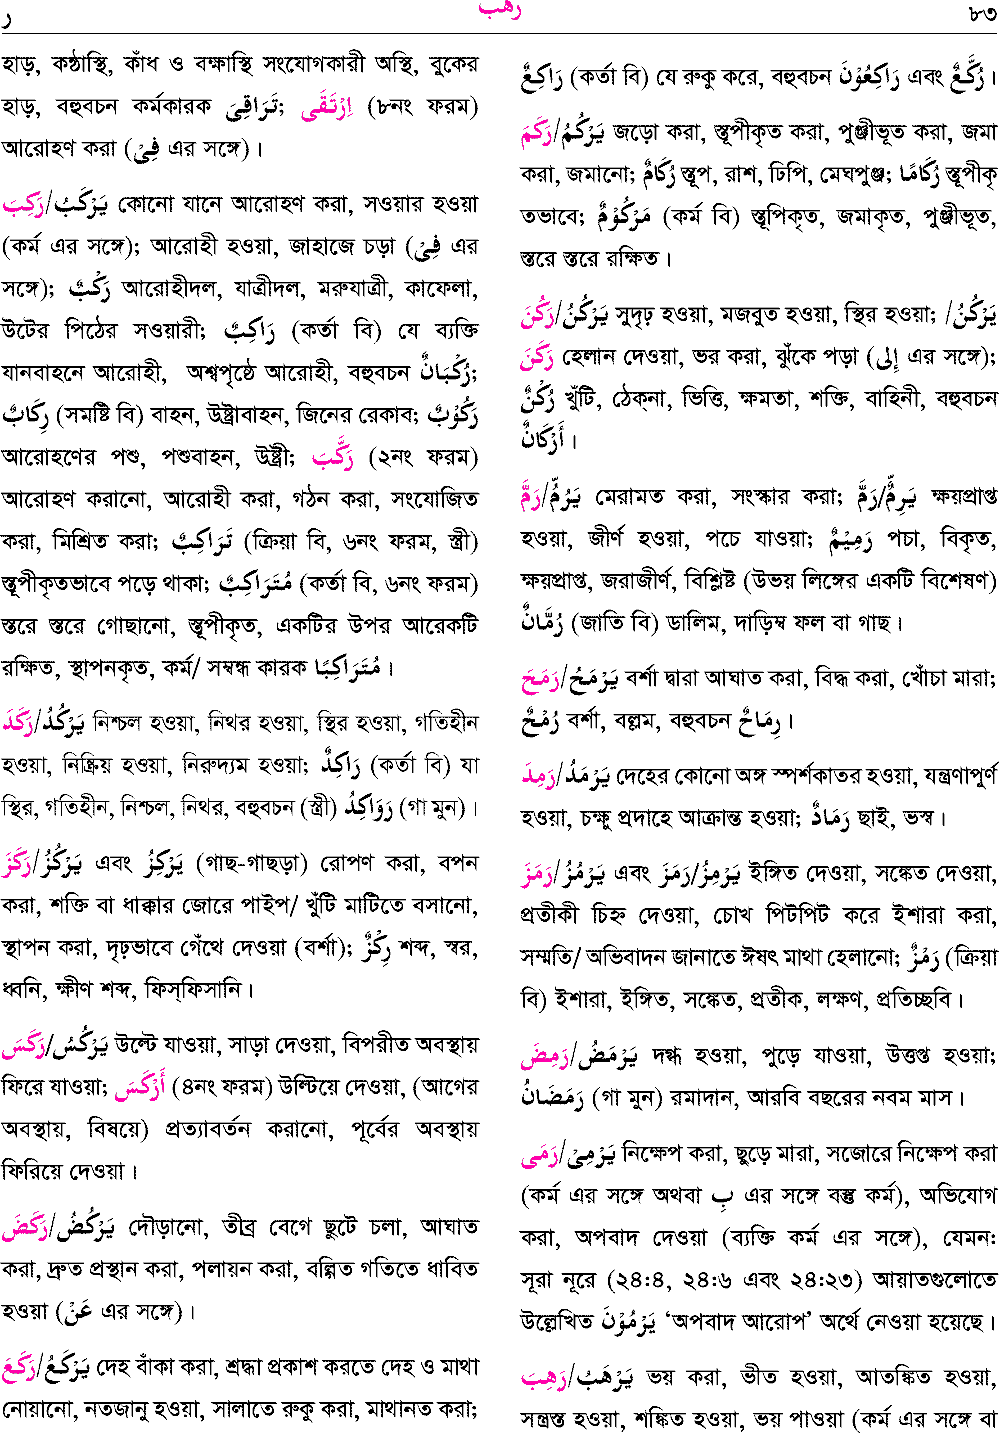 ر رهب ৮৩
হাড়, কণ্ঠাস্থি, কাঁধ ও বক্ষাস্থি সংযোগকারী অস্থি, বুকের
হাড়, বহুবচন কর্মকারক تَرَاقِيَ; اِرْتَقَى (৮নং ফরম)
আরোহণ করা (فِيْ এর সঙ্গে)।
رَكِبَ/يَرْكَبُ কোনো যানে আরোহণ করা, সওয়ার হওয়া
(কর্ম এর সঙ্গে); আরোহী হওয়া, জাহাজে চড়া (فِيْ এর
সঙ্গে); رَكْبٌ আরোহীদল, যাত্রীদল, মরুযাত্রী, কাফেলা,
উটের পিঠের সওয়ারী; رَاكِبٌ (কর্তা বি) যে ব্যক্তি
যানবাহনে আরোহী, অশ্বপৃষ্ঠে আরোহী, বহুবচন رُكْبَانٌ;
رِكَابٌ (সমষ্টি বি) বাহন, উষ্ট্রাবাহন, জিনের রেকাব; رَكُوْبٌ
আরোহণের পশু, পশুবাহন, উষ্ট্রী; رَكَّبَ (২নং ফরম)
আরোহণ করানো, আরোহী করা, গঠন করা, সংযোজিত
করা, মিশ্রিত করা; تَرَاكِبٌ (ক্রিয়া বি, ৬নং ফরম, স্ত্রী)
স্তূপীকৃতভাবে পড়ে থাকা; مُتَرَاكِبٌ (কর্তা বি, ৬নং ফরম)
স্তরে স্তরে গোছানো, স্তূপীকৃত, একটির উপর আরেকটি
রক্ষিত, স্থাপনকৃত, কর্ম/ সম্বন্ধ কারক مُتَرَاكِبًا ।
رَكَدَ/يَرْكُدُ নিশ্চল হওয়া, নিথর হওয়া, স্থির হওয়া, গতিহীন
হওয়া, নিষ্ক্রিয় হওয়া, নিরুদ্যম হওয়া; رَاكِدٌ (কর্তা বি) যা
স্থির, গতিহীন, নিশ্চল, নিথর, বহুবচন (স্ত্রী) رَوَاكِدُ (গা মুন)।
رَكَزَ/يَرْكُزُ এবং يَرْكِزُ (গাছ-গাছড়া) রোপণ করা, বপন
করা, শক্তি বা ধাক্কার জোরে পাইপ/ খুঁটি মাটিতে বসানো,
স্থাপন করা, দৃঢ়ভাবে গেঁথে দেওয়া (বর্শা); رِكْزٌ শব্দ, স্বর,
ধ্বনি, ক্ষীণ শব্দ, ফিস্‌ফিসানি।
رَكَسَ/يَرْكُسُ উল্টে যাওয়া, সাড়া দেওয়া, বিপরীত অবস্থায়
ফিরে যাওয়া; أَرْكَسَ (৪নং ফরম) উল্টিয়ে দেওয়া, (আগের
অবস্থায়, বিষয়ে) প্রত্যাবর্তন করানো, পূর্বের অবস্থায়
ফিরিয়ে দেওয়া।
رَكَضَ/يَرْكُضُ দৌড়ানো, তীব্র বেগে ছুটে চলা, আঘাত
করা, দ্রুত প্রস্থান করা, পলায়ন করা, বল্গিত গতিতে ধাবিত
হওয়া (عَنْ এর সঙ্গে)।
رَكَعَ/يَرْكَعُ দেহ বাঁকা করা, শ্রদ্ধা প্রকাশ করতে দেহ ও মাথা
নোয়ানো, নতজানু হওয়া, সালাতে রুকু করা, মাথানত করা;
رَاكِعٌ (কর্তা বি) যে রুকু করে, বহুবচন رَاكِعُوْنَ এবং رُكَّعٌ ।
رَكَمَ/يَرْكُمُ জড়ো করা, স্তূপীকৃত করা, পুঞ্জীভূত করা, জমা
করা, জমানো; رُكَامٌ স্তূপ, রাশ, ঢিপি, মেঘপুঞ্জ; رُكَامًا স্তূপীকৃ
তভাবে; مَرْكُوْمٌ (কর্ম বি) স্তূপিকৃত, জমাকৃত, পুঞ্জীভূত,
স্তরে স্তরে রক্ষিত।
رَكُنَ/يَرْكُنُ সুদৃঢ় হওয়া, মজবুত হওয়া, স্থির হওয়া; /يَرْكُنُ
رَكَنَ হেলান দেওয়া, ভর করা, ঝুঁকে পড়া (إِلٰى এর সঙ্গে);
رُكْنٌ খুঁটি, ঠেক্‌না, ভিত্তি, ক্ষমতা, শক্তি, বাহিনী, বহুবচন
أَرْكَانٌ ।
رَمَّ/يَرُمُّ মেরামত করা, সংস্কার করা; رَمَّ/يَرِمُّ ক্ষয়প্রাপ্ত
হওয়া, জীর্ণ হওয়া, পচে যাওয়া; رَمِيْمٌ পচা, বিকৃত,
ক্ষয়প্রাপ্ত, জরাজীর্ণ, বিশ্লিষ্ট (উভয় লিঙ্গের একটি বিশেষণ)
رُمَّانٌ (জাতি বি) ডালিম, দাড়িম্ব ফল বা গাছ।
رَمَحَ/يَرْمَحُ বর্শা দ্বারা আঘাত করা, বিদ্ধ করা, খোঁচা মারা;
رُمْحٌ বর্শা, বল্লম, বহুবচন رِمَاحٌ ।
رَمِدَ/يَرْمَدُ দেহের কোনো অঙ্গ স্পর্শকাতর হওয়া, যন্ত্রণাপূর্ণ
হওয়া, চক্ষু প্রদাহে আক্রান্ত হওয়া; رَمَادٌ ছাই, ভস্ব।
رَمَزَ/يَرْمُزُ এবং رَمَزَ/يَرْمِزُ ইঙ্গিত দেওয়া, সঙ্কেত দেওয়া,
প্রতীকী চিহ্ন দেওয়া, চোখ পিটপিট করে ইশারা করা,
সম্মতি/ অভিবাদন জানাতে ঈষৎ মাথা হেলানো; رَمْزٌ (ক্রিয়া
বি) ইশারা, ইঙ্গিত, সঙ্কেত, প্রতীক, লক্ষণ, প্রতিচ্ছবি।
رَمِضَ/يَرْمَضُ দগ্ধ হওয়া, পুড়ে যাওয়া, উত্তপ্ত হওয়া;
رَمَضَانُ (গা মুন) রমাদান, আরবি বছরের নবম মাস।
رَمَى/يَرْمِيْ নিক্ষেপ করা, ছুড়ে মারা, সজোরে নিক্ষেপ করা
(কর্ম এর সঙ্গে অথবা بِ এর সঙ্গে বস্তু কর্ম), অভিযোগ
করা, অপবাদ দেওয়া (ব্যক্তি কর্ম এর সঙ্গে), যেমন:
সূরা নূরে (২৪:৪, ২৪:৬ এবং ২৪:২৩) আয়াতগুলোতে
উল্লেখিত يَرْمُوْنَ ‘অপবাদ আরোপ’ অর্থে নেওয়া হয়েছে।
رَهِبَ/يَرْهَبُ ভয় করা, ভীত হওয়া, আতঙ্কিত হওয়া,
সন্ত্রস্ত হওয়া, শঙ্কিত হওয়া, ভয় পাওয়া (কর্ম এর সঙ্গে বা